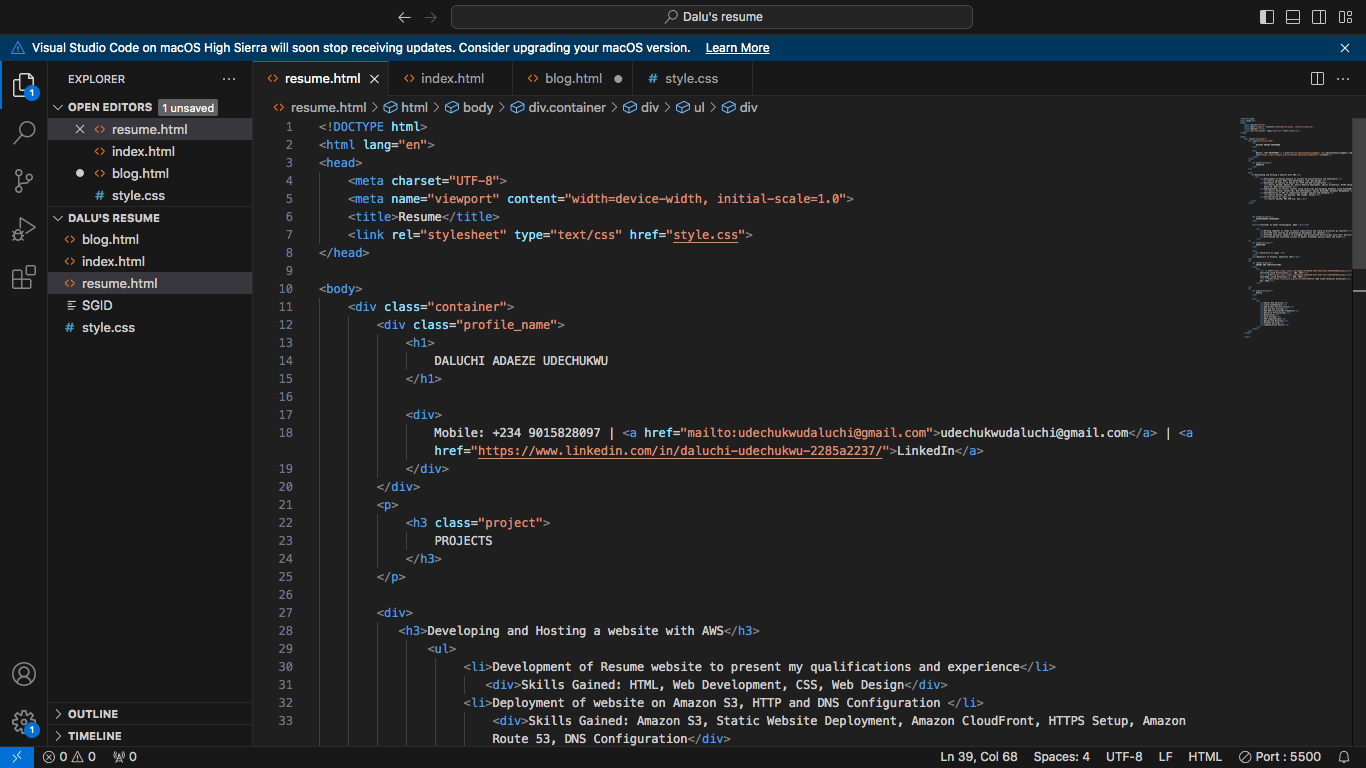 Dalu's resume
Visual Studio Code on macOS High Sierra will soon stop receiving updates. Consider upgrading your macOS version. Learn More
EXPLORER
OPEN EDITORS 1 unsaved
resume.html
index.html
blog.html
style.css
DALU'S RESUME
blog.html
index.html
resume.html
SGID
style.css
OUTLINE
TIMELINE
1
1
resume.html index.html blog.html style.css
resume.html > html > body > div.container > div > ul > div
1 <!DOCTYPE html>
2 <html lang="en">
3 <head>
4 <meta charset="UTF-8">
5 <meta name="viewport" content="width=device-width, initial-scale=1.0">
6 <title>Resume</title>
7 <link rel="stylesheet" type="text/css" href="style.css">
8 </head>
9
10 <body>
11 <div class="container">
12 <div class="profile_name">
13 <h1>
14 DALUCHI ADAEZE UDECHUKWU
15 </h1>
16
17 <div>
18 Mobile: +234 9015828097 | <a href="mailto:udechukwudaluchi@gmail.com">udechukwudaluchi@gmail.com</a> | <a
href="https://www.linkedin.com/in/daluchi-udechukwu-2285a2237/">LinkedIn</a>
19 </div>
20 </div>
21 <p>
22 <h3 class="project">
23 PROJECTS
24 </h3>
25 </p>
26
27 <div>
28 <h3>Developing and Hosting a website with AWS</h3>
29 <ul>
30 <li>Development of Resume website to present my qualifications and experience</li>
31 <div>Skills Gained: HTML, Web Development, CSS, Web Design</div>
32 <li>Deployment of website on Amazon S3, HTTP and DNS Configuration </li>
33 <div>Skills Gained: Amazon S3, Static Website Deployment, Amazon CloudFront, HTTPS Setup, Amazon
Route 53, DNS Configuration</div>
0 0 0 Ln 39, Col 68 Spaces: 4 UTF-8 LF HTML Port : 5500